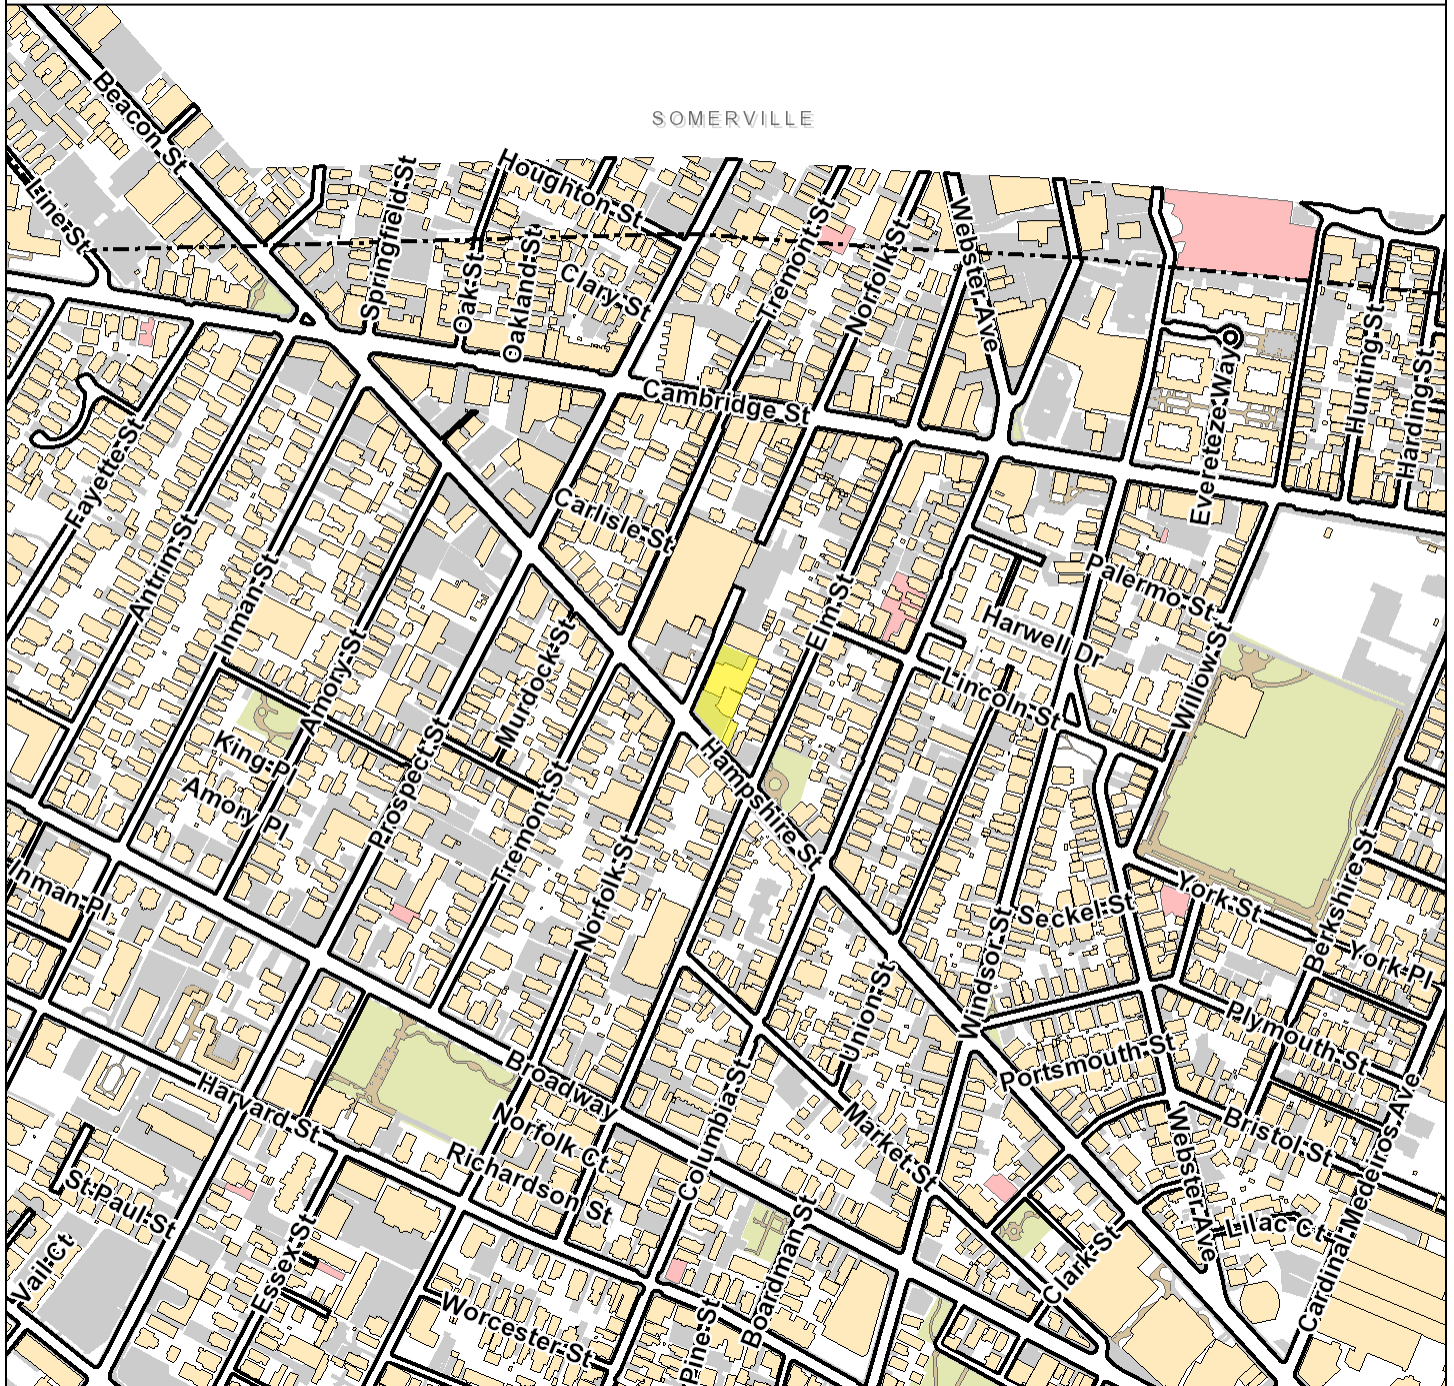 SOMERVILLE
Beacon St
Line St
Springfield St
Houghton St
Oak St
Oakland St
Clary St
Tremont St
Norfolk St
Webster Ave
Hunting St
Harding St
Evereteze Way
Cambridge St
Fayette St
Antrim St
Inman St
Amory St
Carlisle St
Murdock St
Elm St
Palermo St
Harwell Dr
Lincoln St
Willow St
King Pl
Amory Pl
Prospect St
Tremont St
Hampshire St
Norfolk St
Inman Pl
Seckel St
York St
Berkshire St
York Pl
Windsor St
Union St
Plymouth St
Portsmouth St
Broadway
Harvard St
Norfolk Ct
Columbia St
Market St
Bristol St
Webster Ave
Richardson St
St Paul St
Lilac Ct
Clark St
Cardinal Medeiros Ave
Vail Ct
Essex St
Boardman St
Worcester St
Pine St